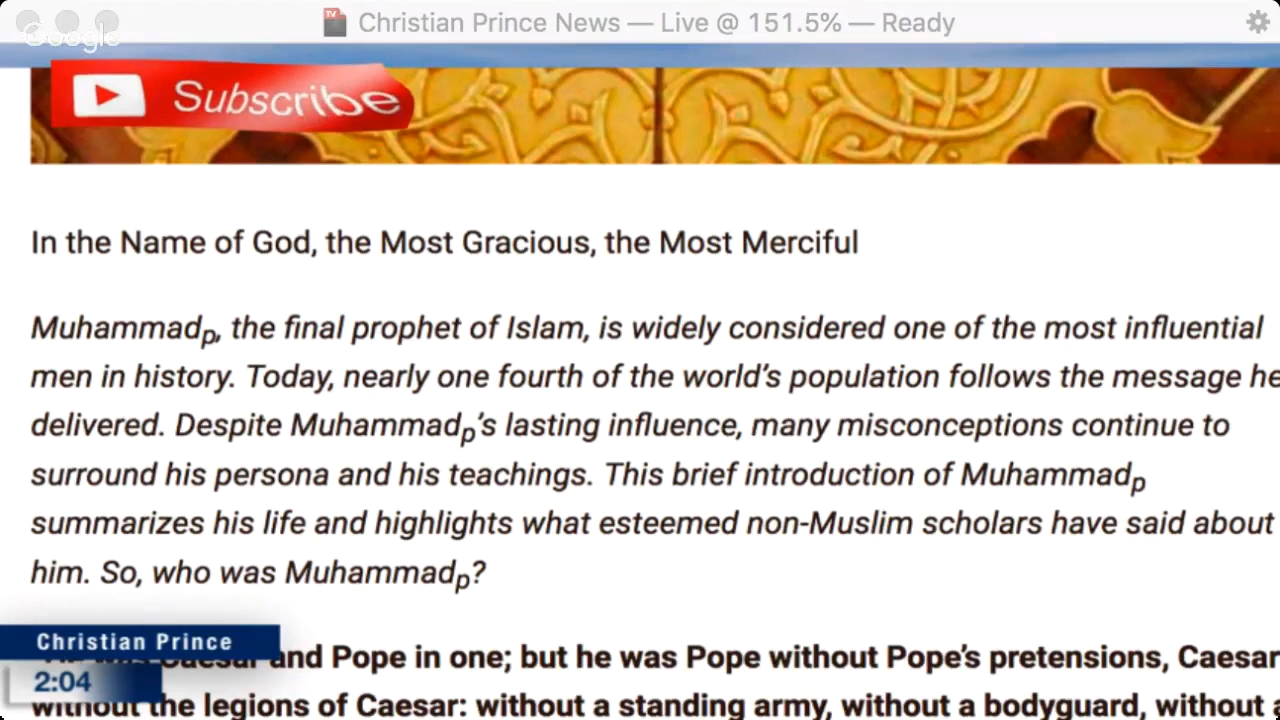 Christian Prince News — Live @ 151.5% — Ready
Google
Subscribe
In the Name of God, the Most Gracious, the Most Merciful
Muhammadp, the final prophet of Islam, is widely considered one of the most influential
men in history. Today, nearly one fourth of the world's population follows the message he
delivered. Despite Muhammadp's lasting influence, many misconceptions continue to
surround his persona and his teachings. This brief introduction of Muhammadp
summarizes his life and highlights what esteemed non-Muslim scholars have said about
him. So, who was Muhammadp?
Christian Prince
Caesar and Pope in one; but he was Pope without Pope's pretensions, Caesar
2:04
without the legions of Caesar: without a standing army, without a bodyguard, without a